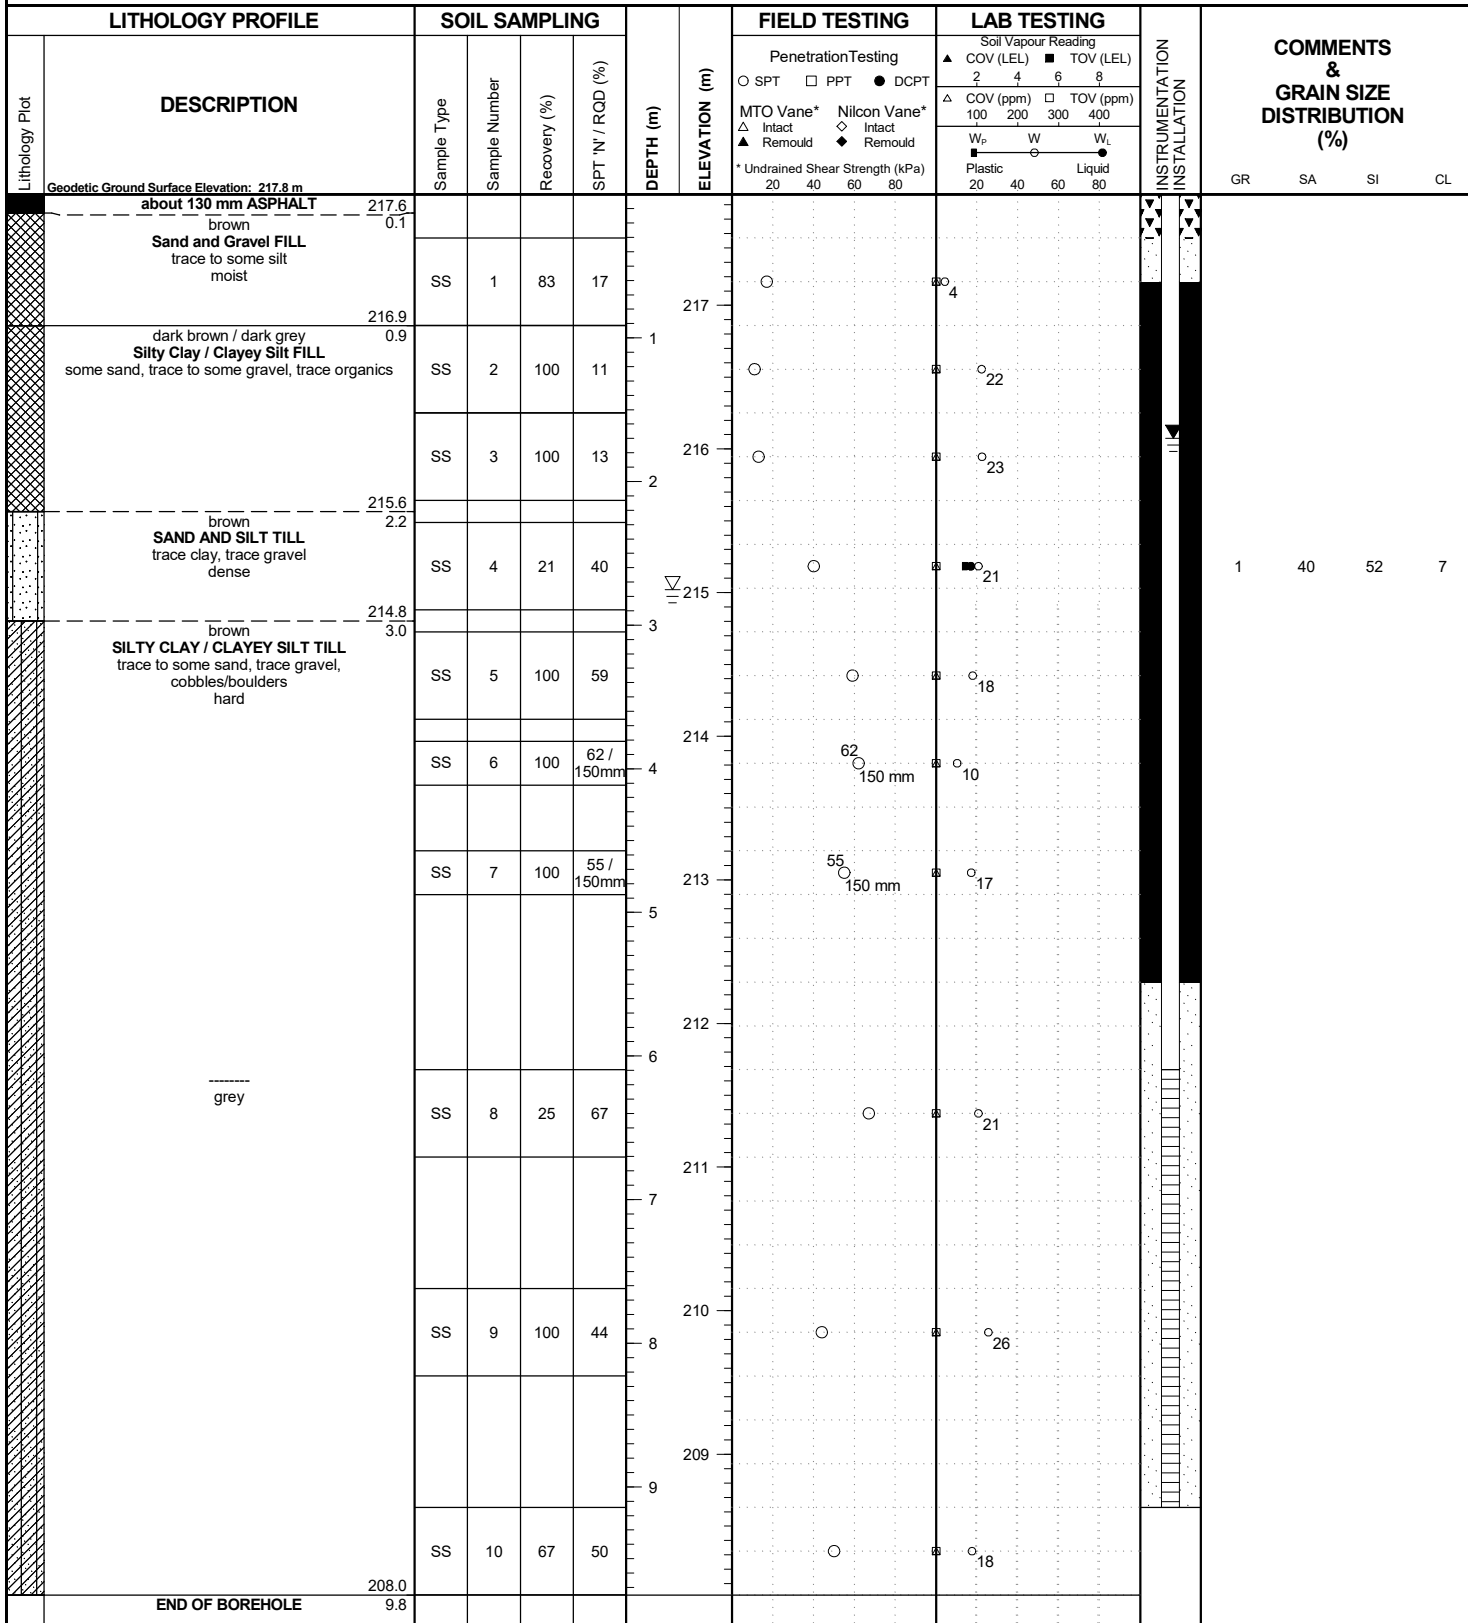 LITHOLOGY PROFILE
SOIL SAMPLING
FIELD TESTING
LAB TESTING
Lithology Plot
DESCRIPTION
Geodetic Ground Surface Elevation: 217.8 m
Sample Type
Sample Number
Recovery (%)
SPT 'N' / RQD (%)
DEPTH (m)
ELEVATION (m)
PenetrationTesting
○ SPT □ PPT ● DCPT
MTO Vane* Nilcon Vane*
△ Intact ◇ Intact
▲ Remould ◆ Remould
* Undrained Shear Strength (kPa)
20 40 60 80
Soil Vapour Reading
▲ COV (LEL) ■ TOV (LEL)
2 4 6 8
△ COV (ppm) □ TOV (ppm)
100 200 300 400
WP W WL
Plastic Liquid
20 40 60 80
INSTRUMENTATION
INSTALLATION
COMMENTS
&
GRAIN SIZE
DISTRIBUTION
(%)
GR SA SI CL
about 130 mm ASPHALT 217.6
brown 0.1
Sand and Gravel FILL
trace to some silt
moist
SS 1 83 17
4
217
216.9
dark brown / dark grey 0.9
1
Silty Clay / Clayey Silt FILL
some sand, trace to some gravel, trace organics
SS 2 100 11
22
216
SS 3 100 13
23
2
215.6
brown 2.2
SAND AND SILT TILL
trace clay, trace gravel
dense
SS 4 21 40
21
1 40 52 7
215
214.8
brown 3.0
3
SILTY CLAY / CLAYEY SILT TILL
trace to some sand, trace gravel,
cobbles/boulders
hard
SS 5 100 59
18
214
SS 6 100 62 /
150mm
4
62
150 mm
10
SS 7 100 55 /
150mm
213
55
150 mm
17
5
212
6
--------
grey
SS 8 25 67
21
211
7
210
SS 9 100 44
8
26
209
9
SS 10 67 50
18
208.0
END OF BOREHOLE 9.8